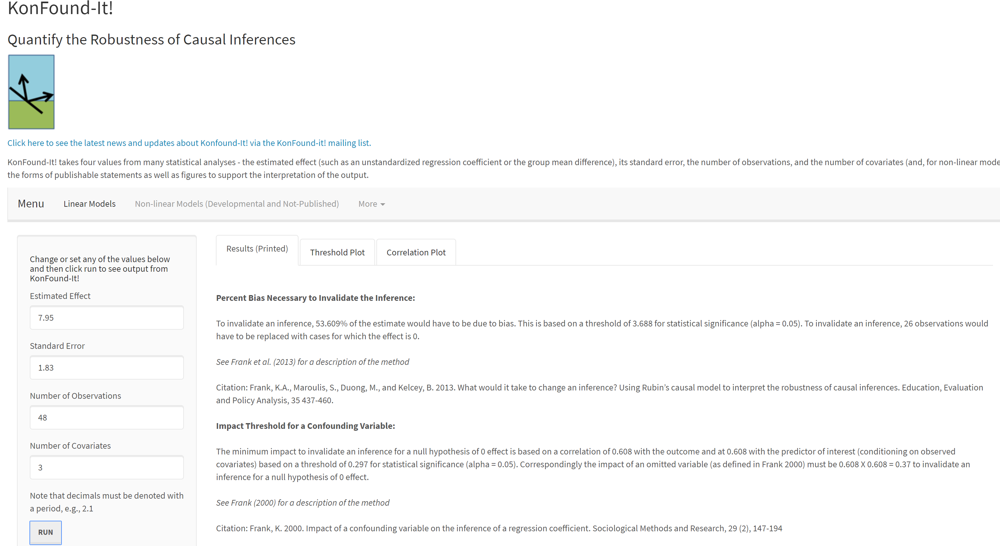 KonFound-It!
Quantify the Robustness of Causal Inferences
Click here to see the latest news and updates about Konfound-It! via the KonFound-it! mailing list.
KonFound-It! takes four values from many statistical analyses - the estimated effect (such as an unstandardized regression coefficient or the group mean difference), its standard error, the number of observations, and the number of covariates (and, for non-linear mode
the forms of publishable statements as well as figures to support the interpretation of the output.
Menu Linear Models Non-linear Models (Developmental and Not-Published) More
Change or set any of the values below
and then click run to see output from
KonFound-It!
Estimated Effect
7.95
Standard Error
1.83
Number of Observations
48
Number of Covariates
3
Note that decimals must be denoted with
a period, e.g., 2.1
RUN
Results (Printed) Threshold Plot Correlation Plot
Percent Bias Necessary to Invalidate the Inference:
To invalidate an inference, 53.609% of the estimate would have to be due to bias. This is based on a threshold of 3.688 for statistical significance (alpha = 0.05). To invalidate an inference, 26 observations would
have to be replaced with cases for which the effect is 0.
See Frank et al. (2013) for a description of the method
Citation: Frank, K.A., Maroulis, S., Duong, M., and Kelcey, B. 2013. What would it take to change an inference? Using Rubin’s causal model to interpret the robustness of causal inferences. Education, Evaluation
and Policy Analysis, 35 437-460.
Impact Threshold for a Confounding Variable:
The minimum impact to invalidate an inference for a null hypothesis of 0 effect is based on a correlation of 0.608 with the outcome and at 0.608 with the predictor of interest (conditioning on observed
covariates) based on a threshold of 0.297 for statistical significance (alpha = 0.05). Correspondingly the impact of an omitted variable (as defined in Frank 2000) must be 0.608 X 0.608 = 0.37 to invalidate an
inference for a null hypothesis of 0 effect.
See Frank (2000) for a description of the method
Citation: Frank, K. 2000. Impact of a confounding variable on the inference of a regression coefficient. Sociological Methods and Research, 29 (2), 147-194